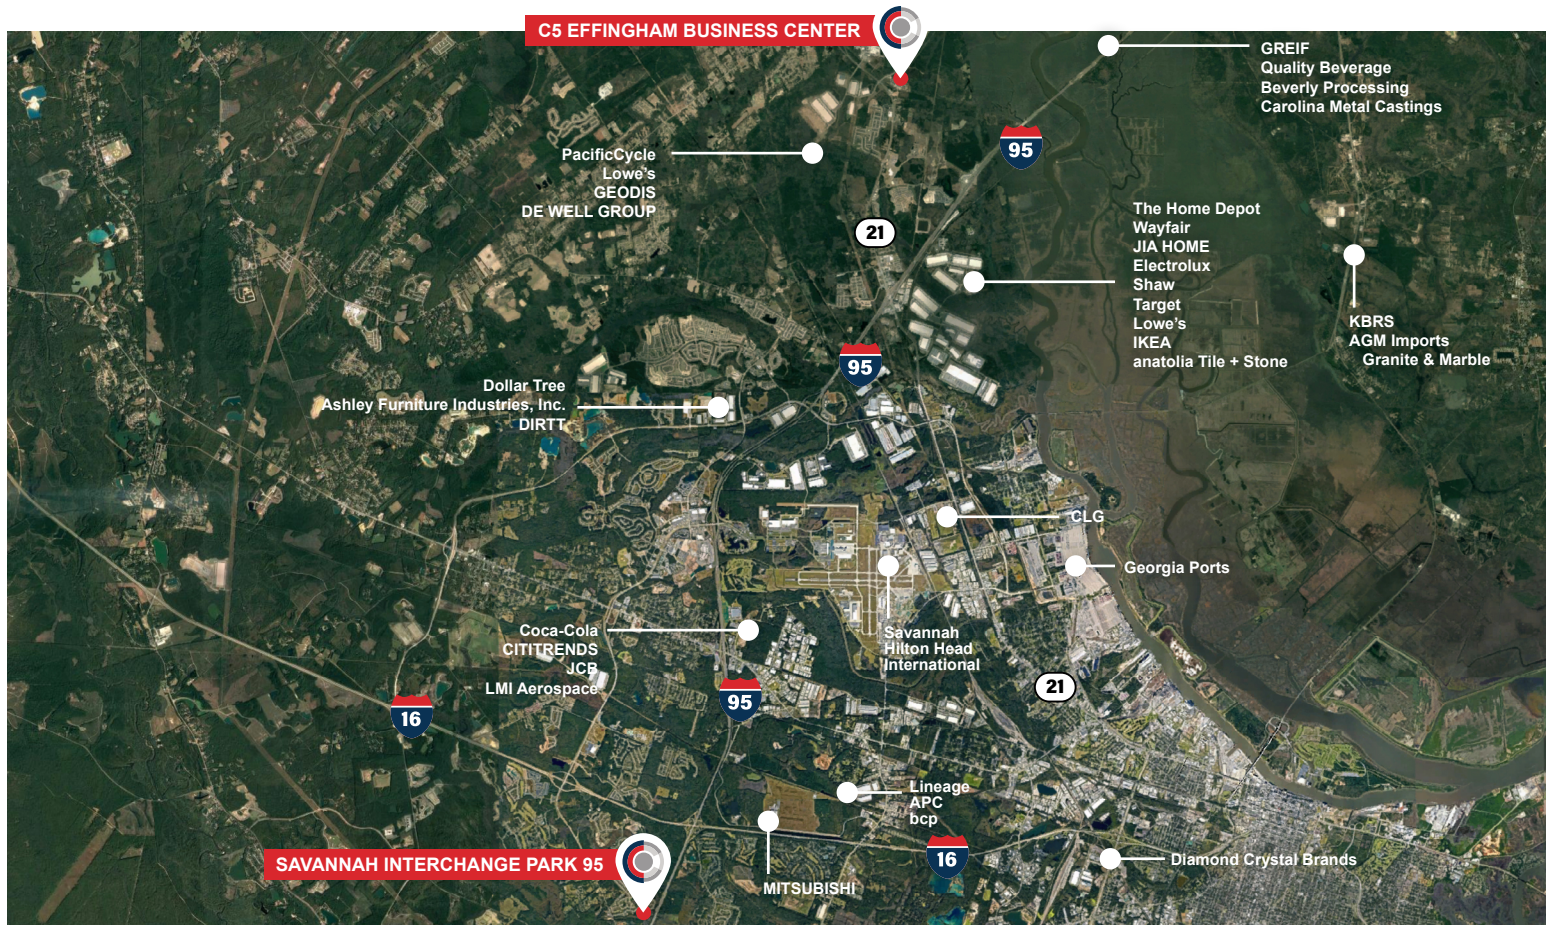 C5 EFFINGHAM BUSINESS CENTER
GREIF
Quality Beverage
Beverly Processing
Carolina Metal Castings
95
PacificCycle
Lowe's
GEODIS
DE WELL GROUP
21
The Home Depot
Wayfair
JIA HOME
Electrolux
Shaw
Target
Lowe's
IKEA
anatolia Tile + Stone
KBRS
AGM Imports
Granite & Marble
95
Dollar Tree
Ashley Furniture Industries, Inc.
DIRTT
CLG
Georgia Ports
Coca-Cola
CITITRENDS
JCB
LMI Aerospace
Savannah
Hilton Head
International
21
16
95
Lineage
APC
bcp
SAVANNAH INTERCHANGE PARK 95
MITSUBISHI
16
Diamond Crystal Brands